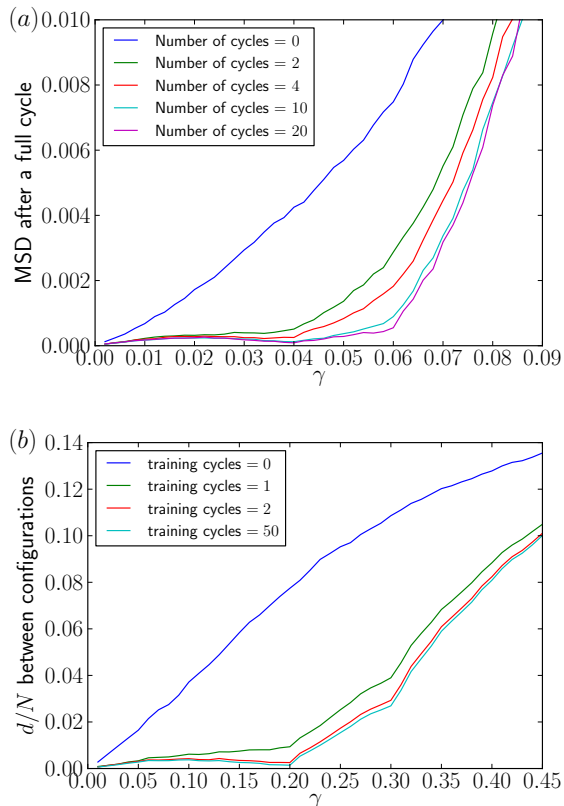 (a)
0.010
0.008
0.006
0.004
0.002
0.000
MSD after a full cycle
Number of cycles = 0
Number of cycles = 2
Number of cycles = 4
Number of cycles = 10
Number of cycles = 20
0.00 0.01 0.02 0.03 0.04 0.05 0.06 0.07 0.08 0.09
γ
(b)
0.14
0.12
0.10
0.08
0.06
0.04
0.02
0.00
d/N between configurations
training cycles = 0
training cycles = 1
training cycles = 2
training cycles = 50
0.00 0.05 0.10 0.15 0.20 0.25 0.30 0.35 0.40 0.45
γ